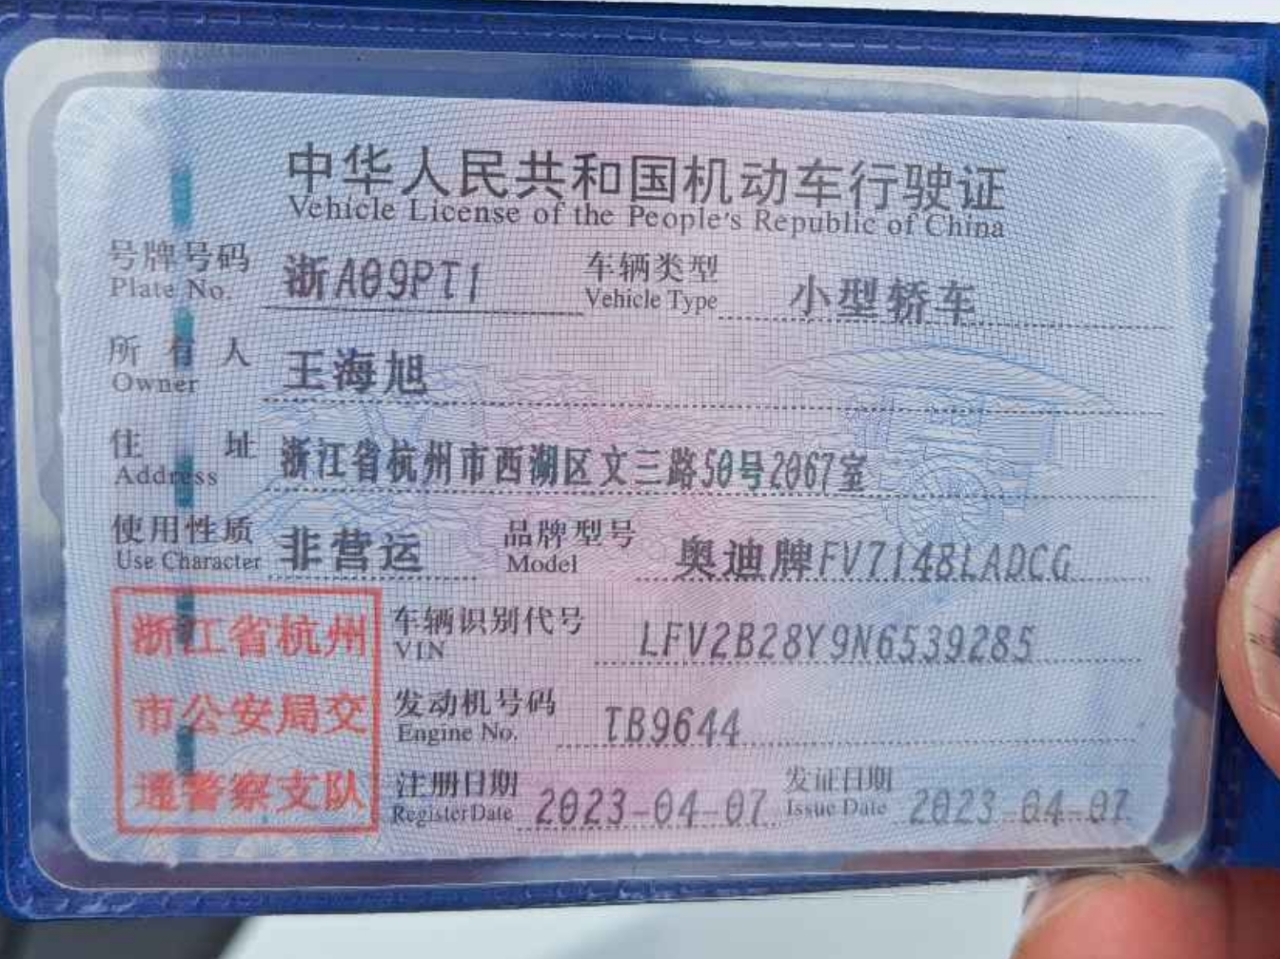 中华人民共和国机动车行驶证
Vehicle License of the People's Republic of China
号牌号码 浙A09PT1 车辆类型 小型轿车
Plate No. Vehicle Type
所有人 王海旭
Owner
住址 浙江省杭州市西湖区文三路50号2067室
Address
使用性质 非营运 品牌型号 奥迪牌FV7148LADCG
Use Character Model
浙江省杭州
市公安局交
通警察支队
车辆识别代号 LFV2B28Y9N6539285
VIN
发动机号码 TB9644
Engine No.
注册日期 2023-04-07 发证日期 2023-04-07
Register Date Issue Date